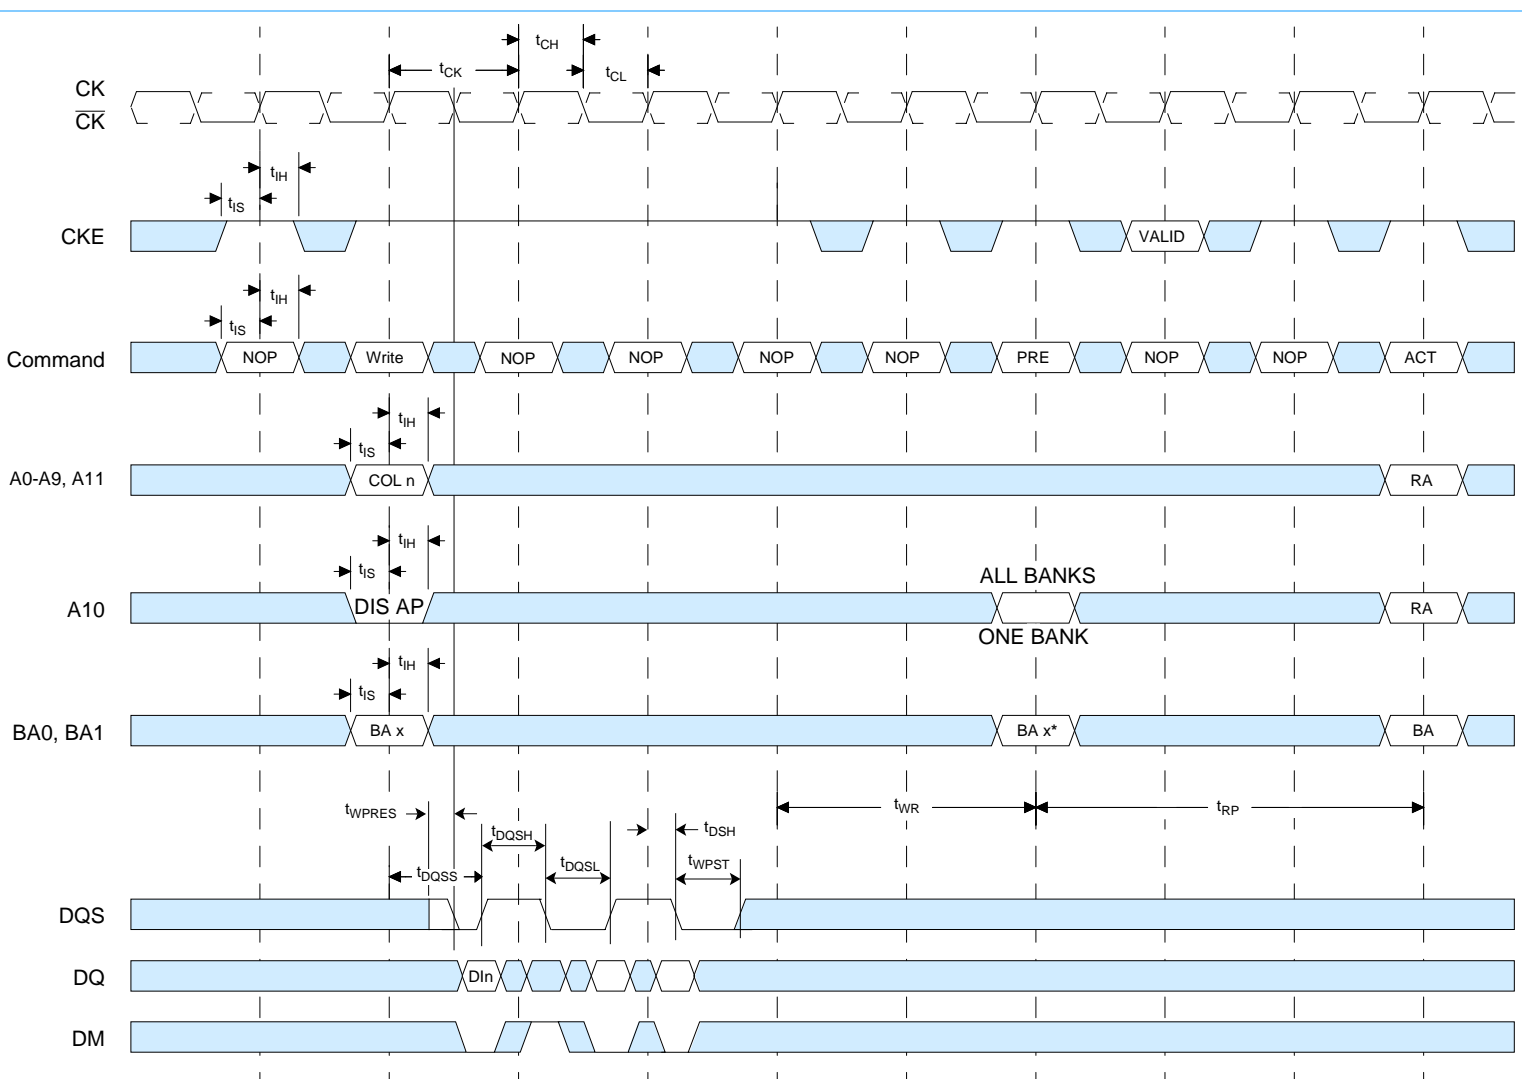 tCH
tCK
tCL
CK
CK
tIH
tIS
CKE
VALID
tIH
tIS
Command
NOP
Write
NOP
NOP
NOP
NOP
PRE
NOP
NOP
ACT
tIH
tIS
A0-A9, A11
COL n
RA
tIH
tIS
ALL BANKS
A10
DIS AP
RA
ONE BANK
tIH
tIS
BA0, BA1
BA x
BA x*
BA
tWPRES
tWR
tRP
tDQSH
tDSH
tDQSL
tWPST
tDQSS
DQS
DQ
DIn
DM